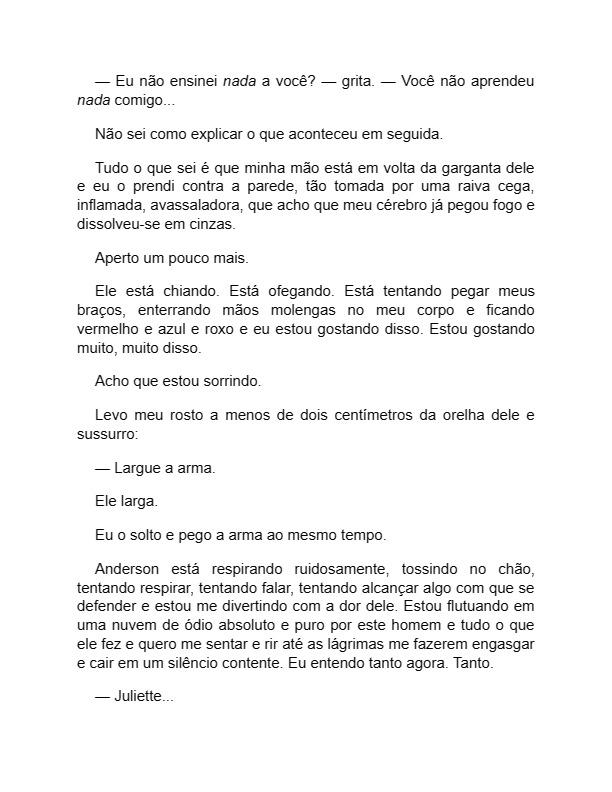 — Eu não ensinei nada a você? — grita. — Você não aprendeu
nada comigo...
Não sei como explicar o que aconteceu em seguida.
Tudo o que sei é que minha mão está em volta da garganta dele
e eu o prendi contra a parede, tão tomada por uma raiva cega,
inflamada, avassaladora, que acho que meu cérebro já pegou fogo e
dissolveu-se em cinzas.
Aperto um pouco mais.
Ele está chiando. Está ofegando. Está tentando pegar meus
braços, enterrando mãos molengas no meu corpo e ficando
vermelho e azul e roxo e eu estou gostando disso. Estou gostando
muito, muito disso.
Acho que estou sorrindo.
Levo meu rosto a menos de dois centímetros da orelha dele e
sussurro:
— Largue a arma.
Ele larga.
Eu o solto e pego a arma ao mesmo tempo.
Anderson está respirando ruidosamente, tossindo no chão,
tentando respirar, tentando falar, tentando alcançar algo com que se
defender e estou me divertindo com a dor dele. Estou flutuando em
uma nuvem de ódio absoluto e puro por este homem e tudo o que
ele fez e quero me sentar e rir até as lágrimas me fazerem engasgar
e cair em um silêncio contente. Eu entendo tanto agora. Tanto.
— Juliette...